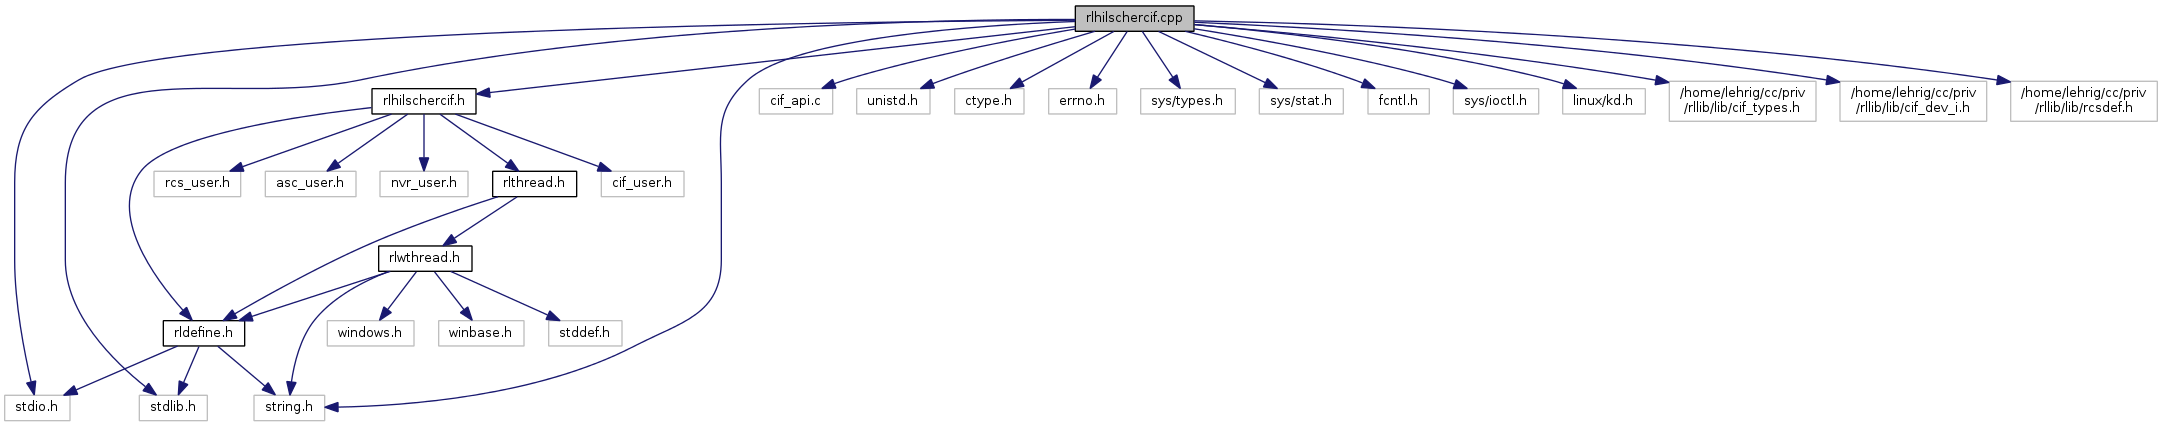 rlhilschercif.cpp
rlhilschercif.h
cif_api.c
unistd.h
ctype.h
errno.h
sys/types.h
sys/stat.h
fcntl.h
sys/ioctl.h
linux/kd.h
/home/lehrig/cc/priv
/rllib/lib/cif_types.h
/home/lehrig/cc/priv
/rllib/lib/cif_dev_i.h
/home/lehrig/cc/priv
/rllib/lib/rcsdef.h
rcs_user.h
asc_user.h
nvr_user.h
rlthread.h
cif_user.h
rlwthread.h
rldefine.h
windows.h
winbase.h
stddef.h
stdio.h
stdlib.h
string.h